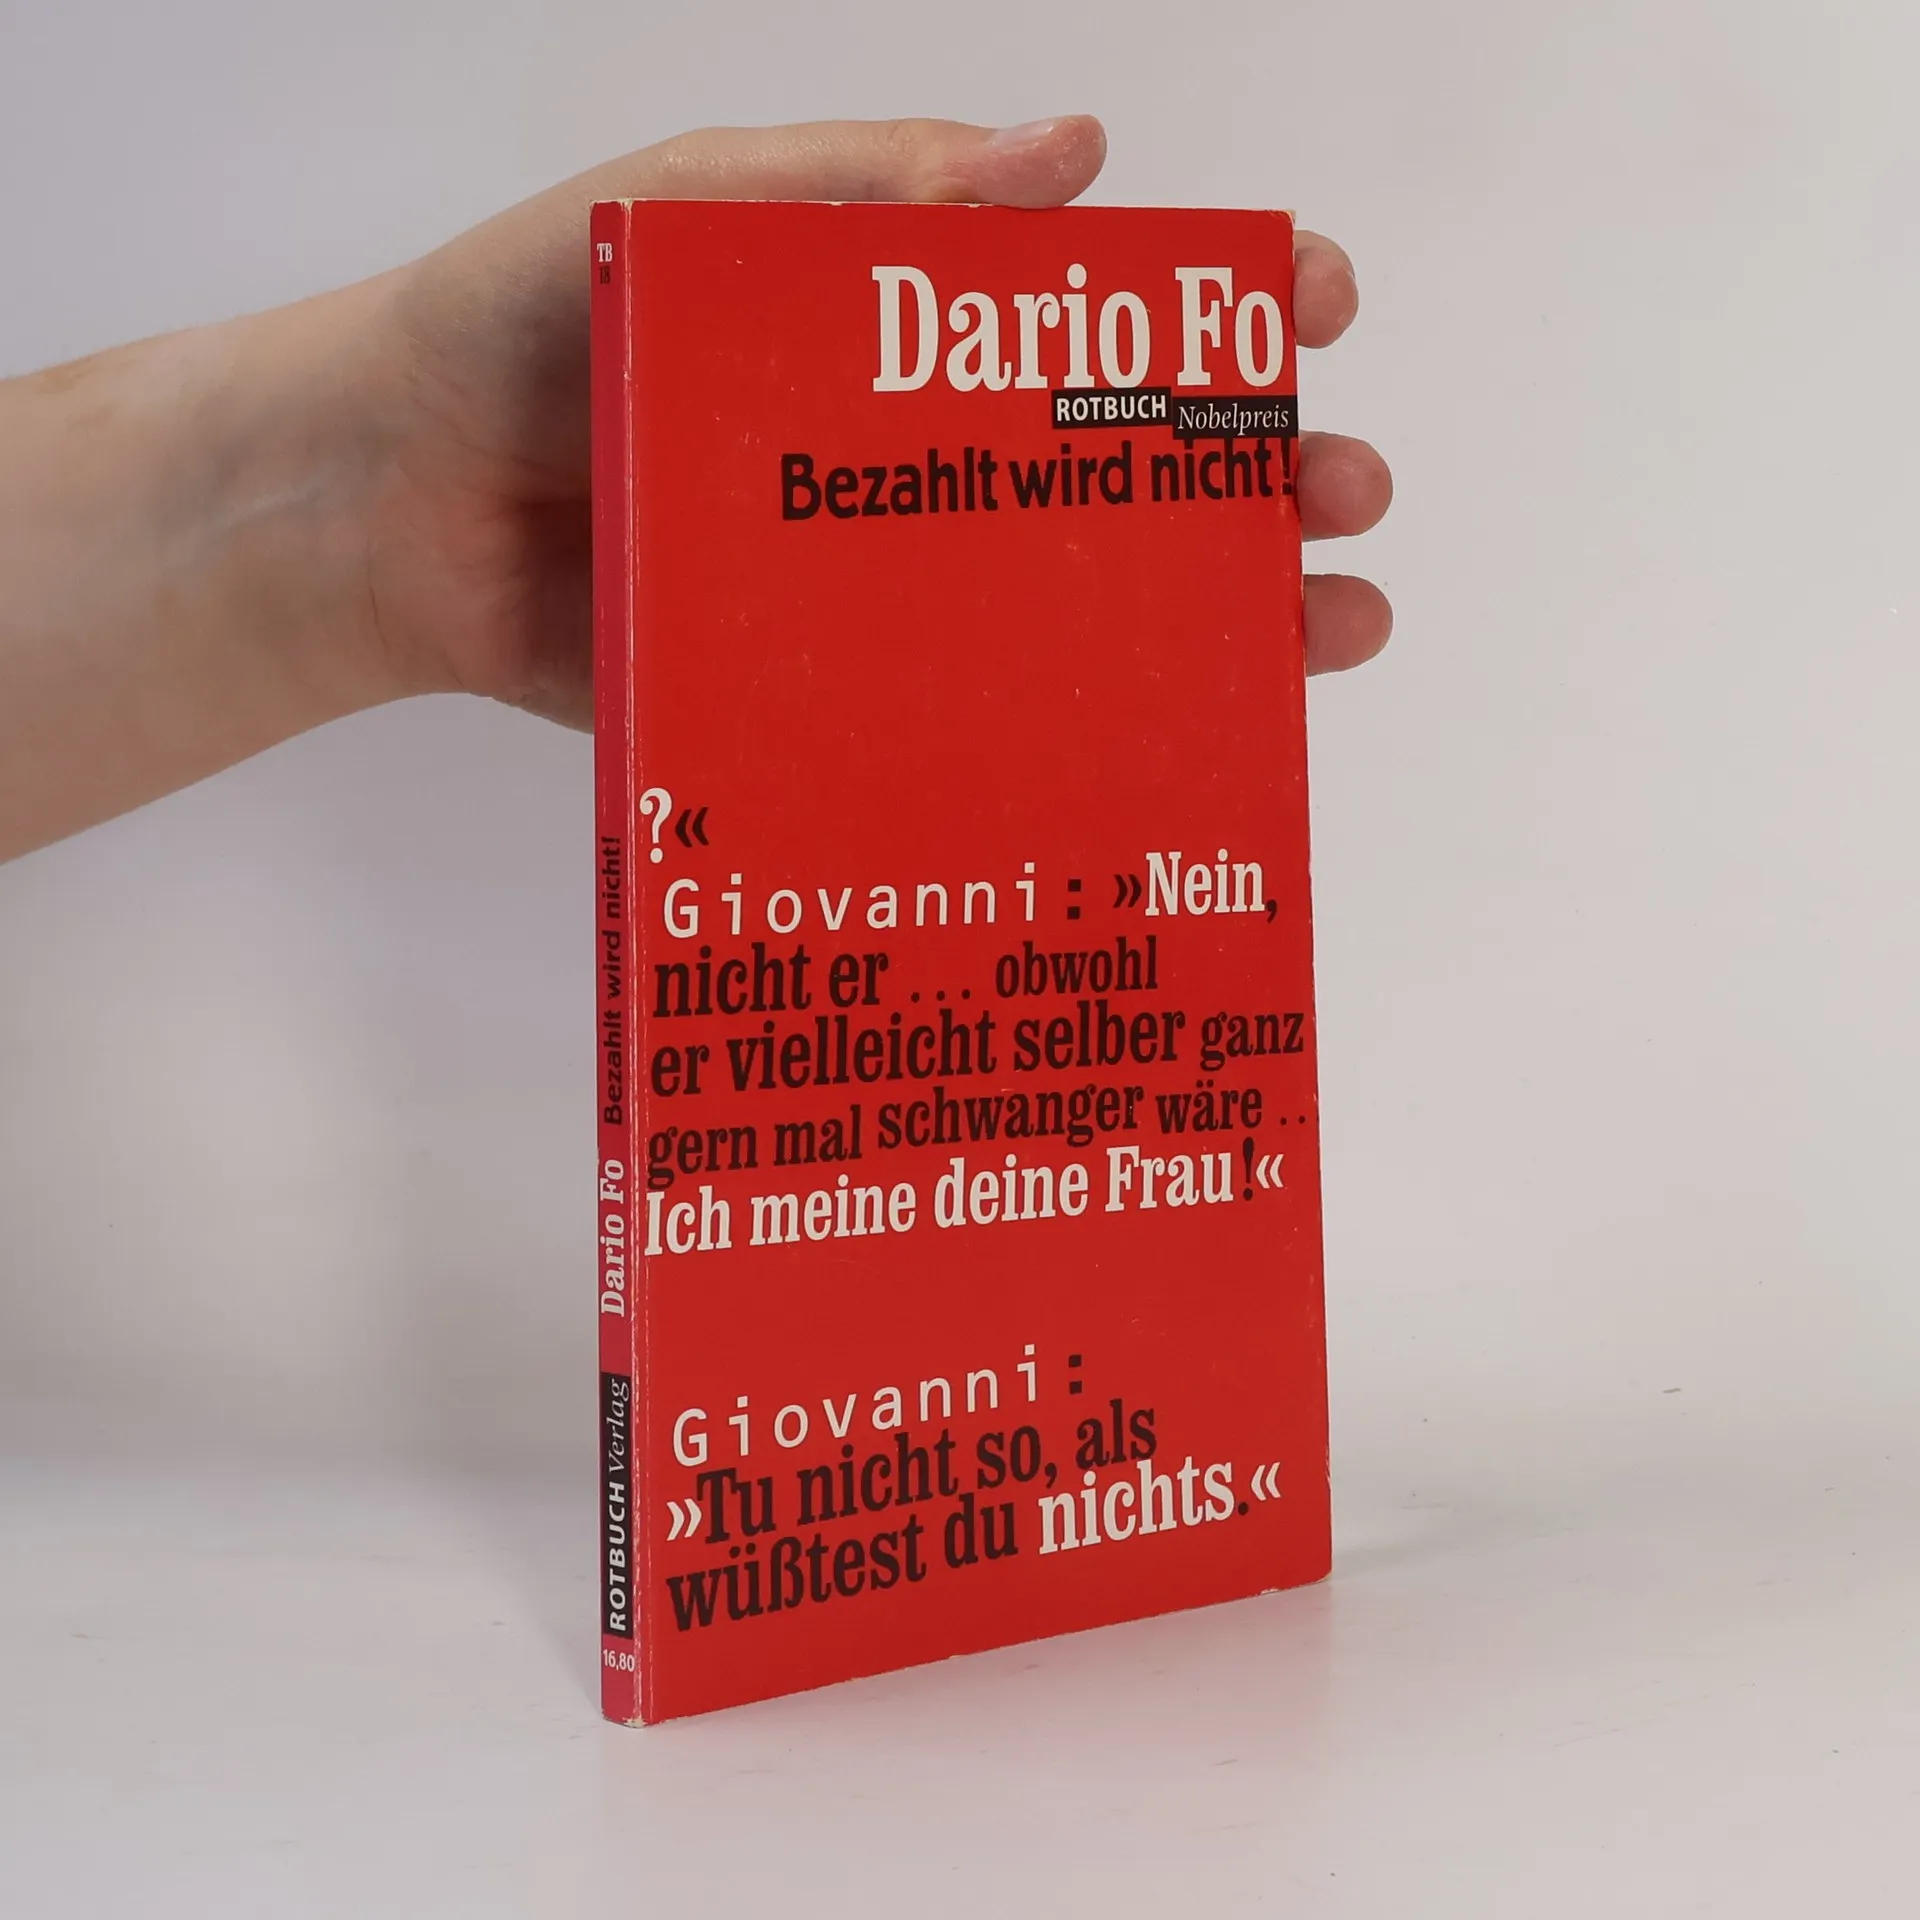 Dario Fo
ROTBUCH Nobelpreis
Bezahlt wird nicht!
?«
Giovanni: »Nein,
nicht er ... obwohl
er vielleicht selber ganz
gern mal schwanger wäre ..
Ich meine deine Frau!«
Giovanni:
»Tu nicht so, als
wüßtest du nichts.«
TB
18
Bezahlt wird nicht!
Dario Fo
ROTBUCH Verlag
16,80